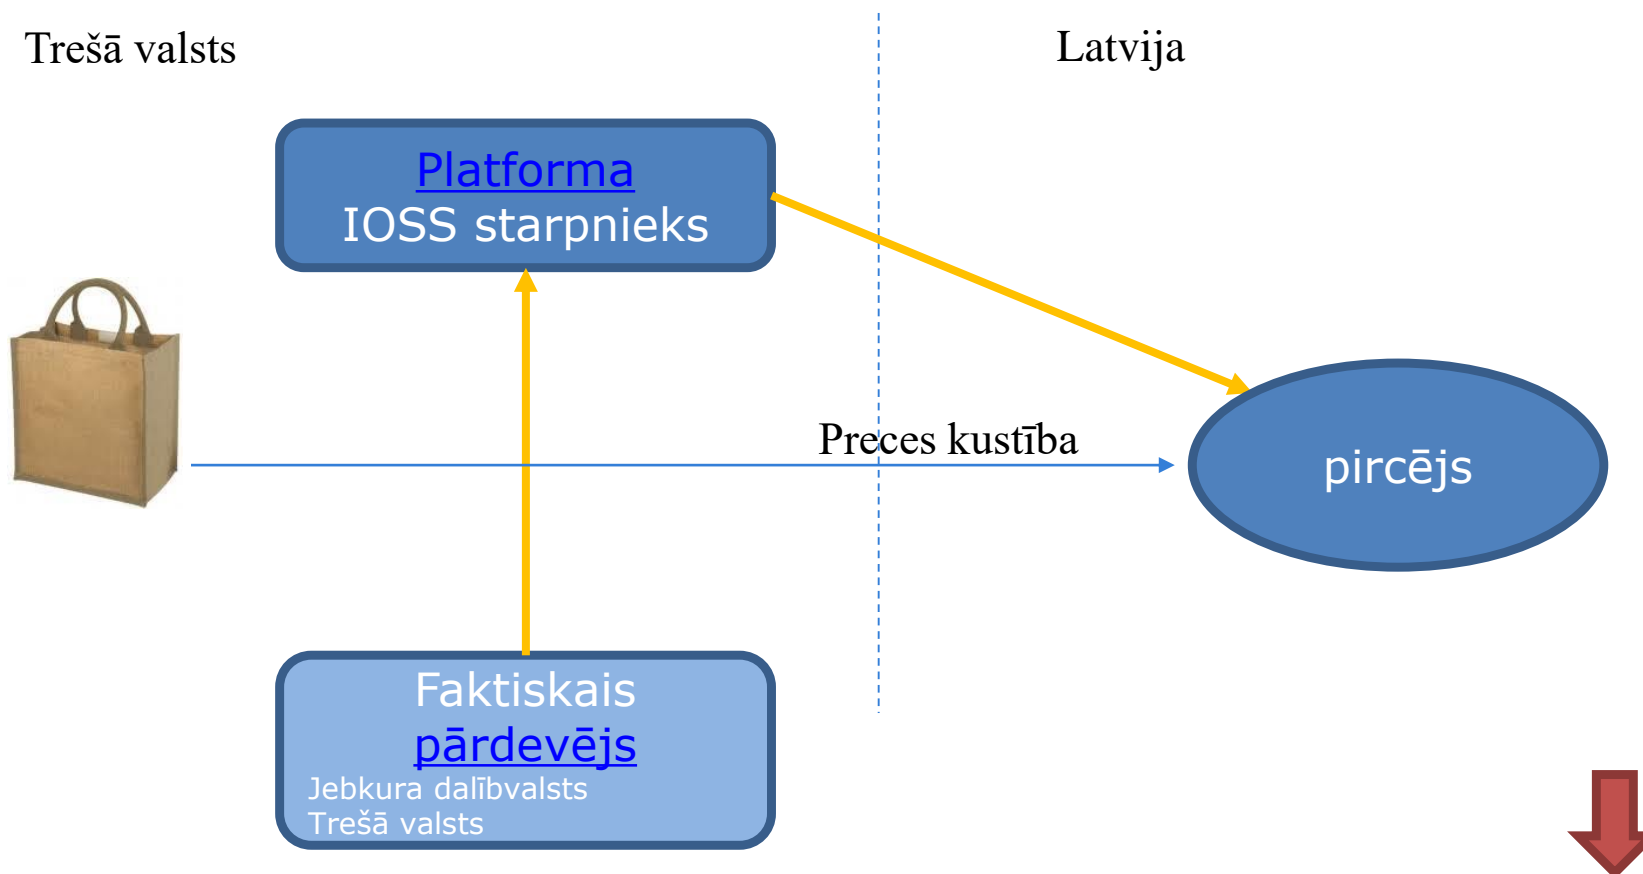 Trešā valsts
Latvija
Platforma
IOSS starpnieks
Preces kustība
pircējs
Faktiskais
pārdevējs
Jebkura dalībvalsts
Trešā valsts